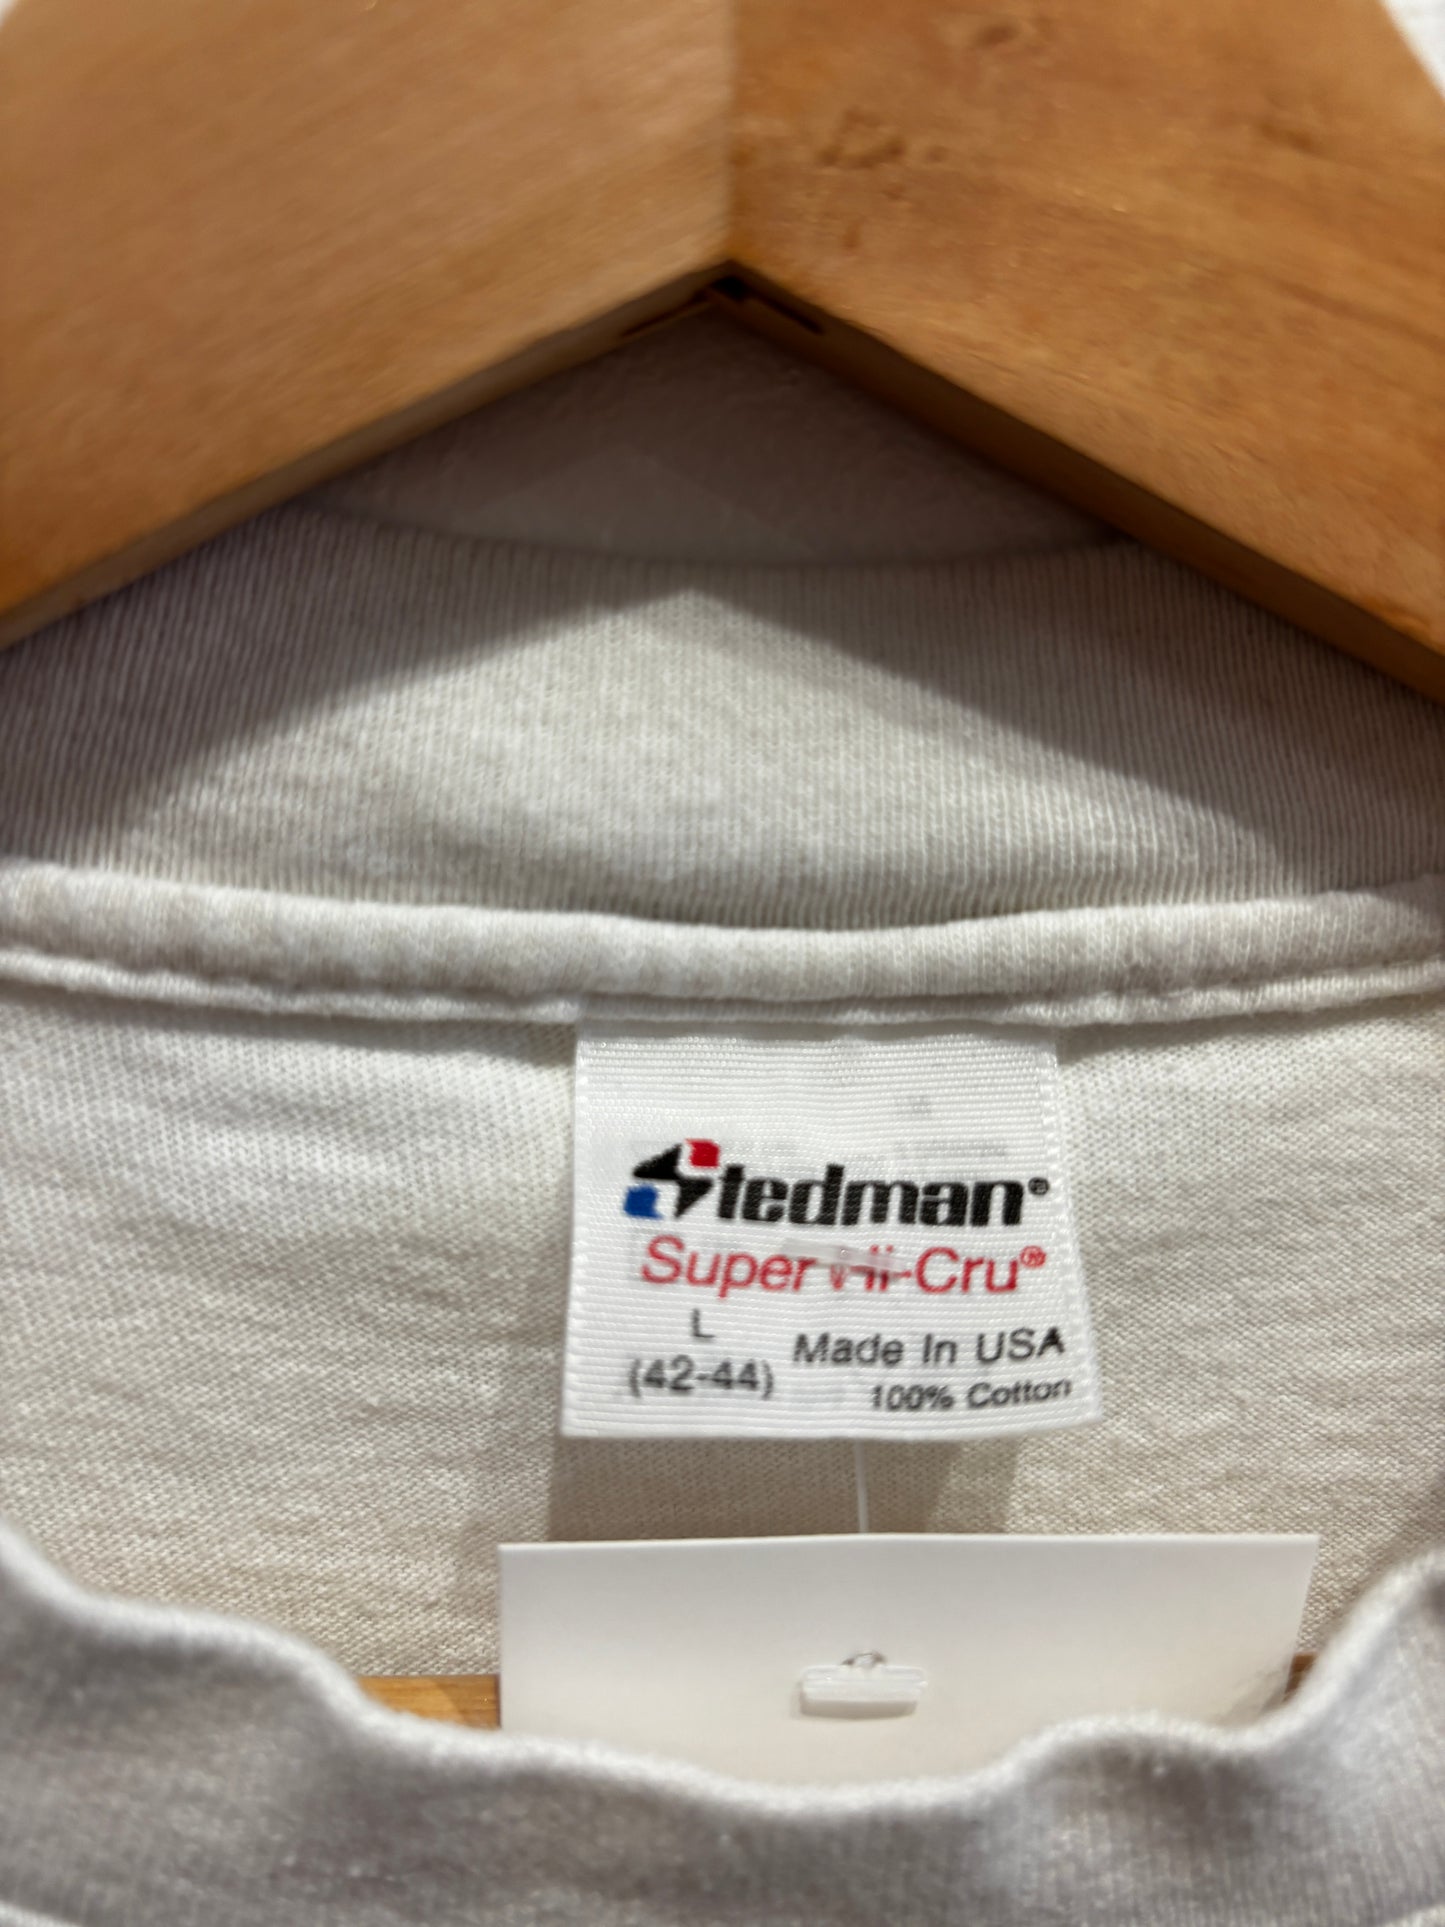 Stedman®
Super Hi-Cru®
L
(42-44)
Made In USA
100% Cotton